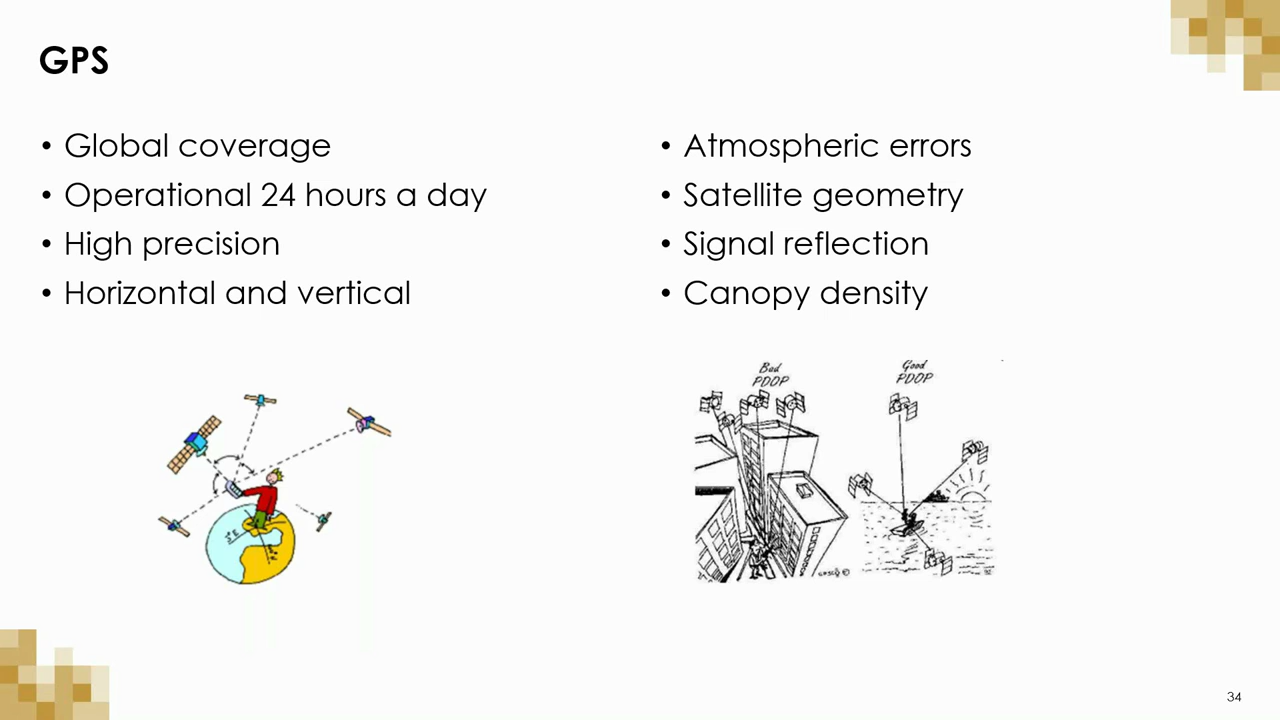 GPS
• Global coverage
• Operational 24 hours a day
• High precision
• Horizontal and vertical
• Atmospheric errors
• Satellite geometry
• Signal reflection
• Canopy density
Bad
PDOP
Good
PDOP
34